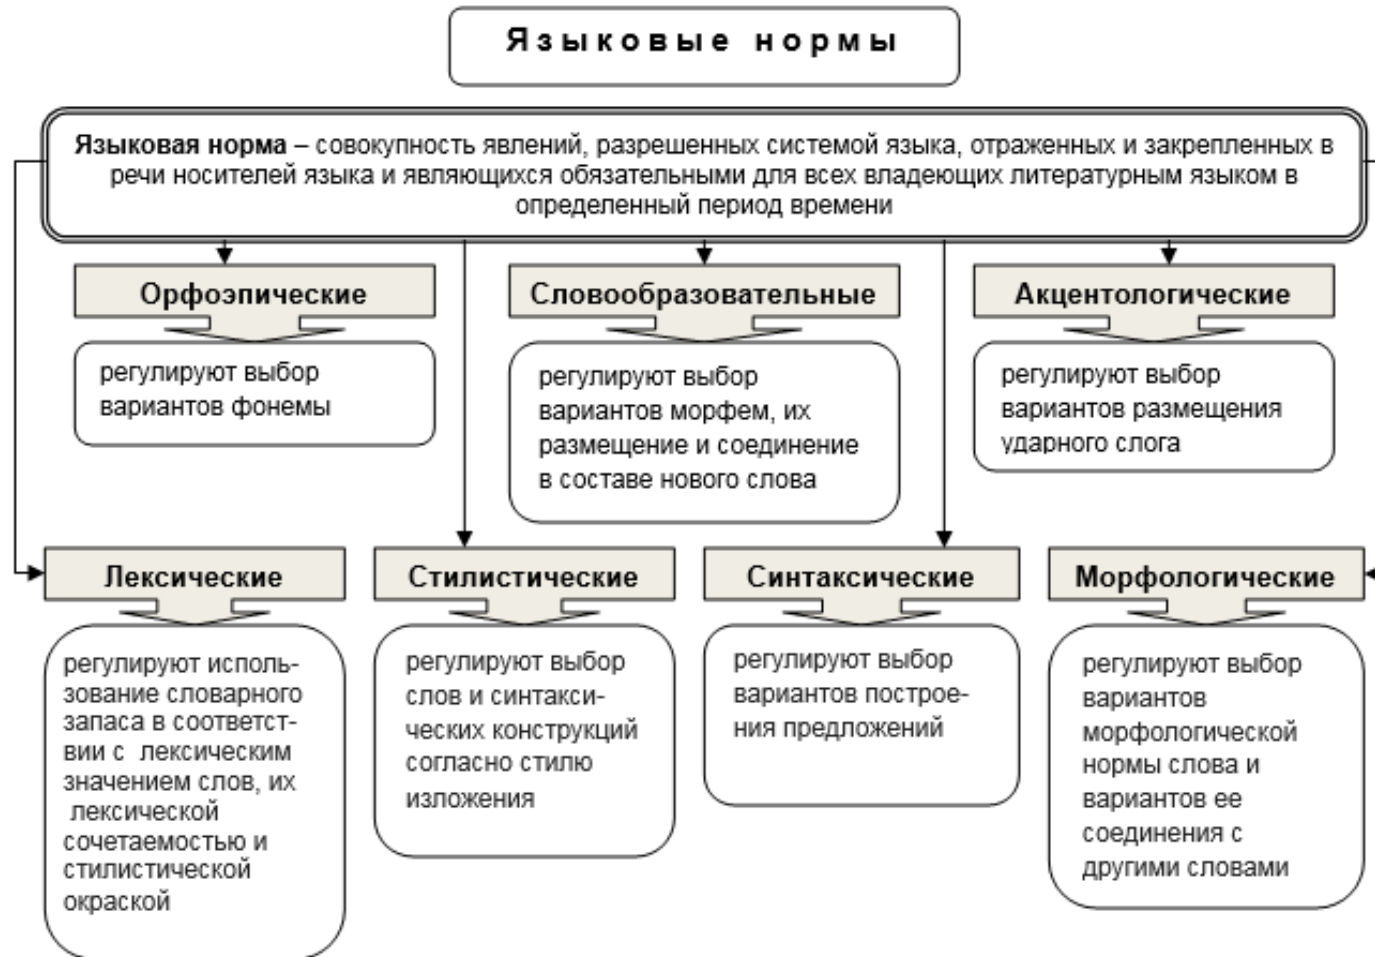 Языковые нормы
Языковая норма – совокупность явлений, разрешенных системой языка, отраженных и закрепленных в
речи носителей языка и являющихся обязательными для всех владеющих литературным языком в
определенный период времени
Орфоэпические
регулируют выбор
вариантов фонемы
Словообразовательные
регулируют выбор
вариантов морфем, их
размещение и соединение
в составе нового слова
Акцентологические
регулируют выбор
вариантов размещения
ударного слога
Лексические
регулируют исполь-
зование словарного
запаса в соответст-
вии с лексическим
значением слов, их
лексической
сочетаемостью и
стилистической
окраской
Стилистические
регулируют выбор
слов и синтакси-
ческих конструкций
согласно стилю
изложения
Синтаксические
регулируют выбор
вариантов построе-
ния предложений
Морфологические
регулируют выбор
вариантов
морфологической
нормы слова и
вариантов ее
соединения с
другими словами